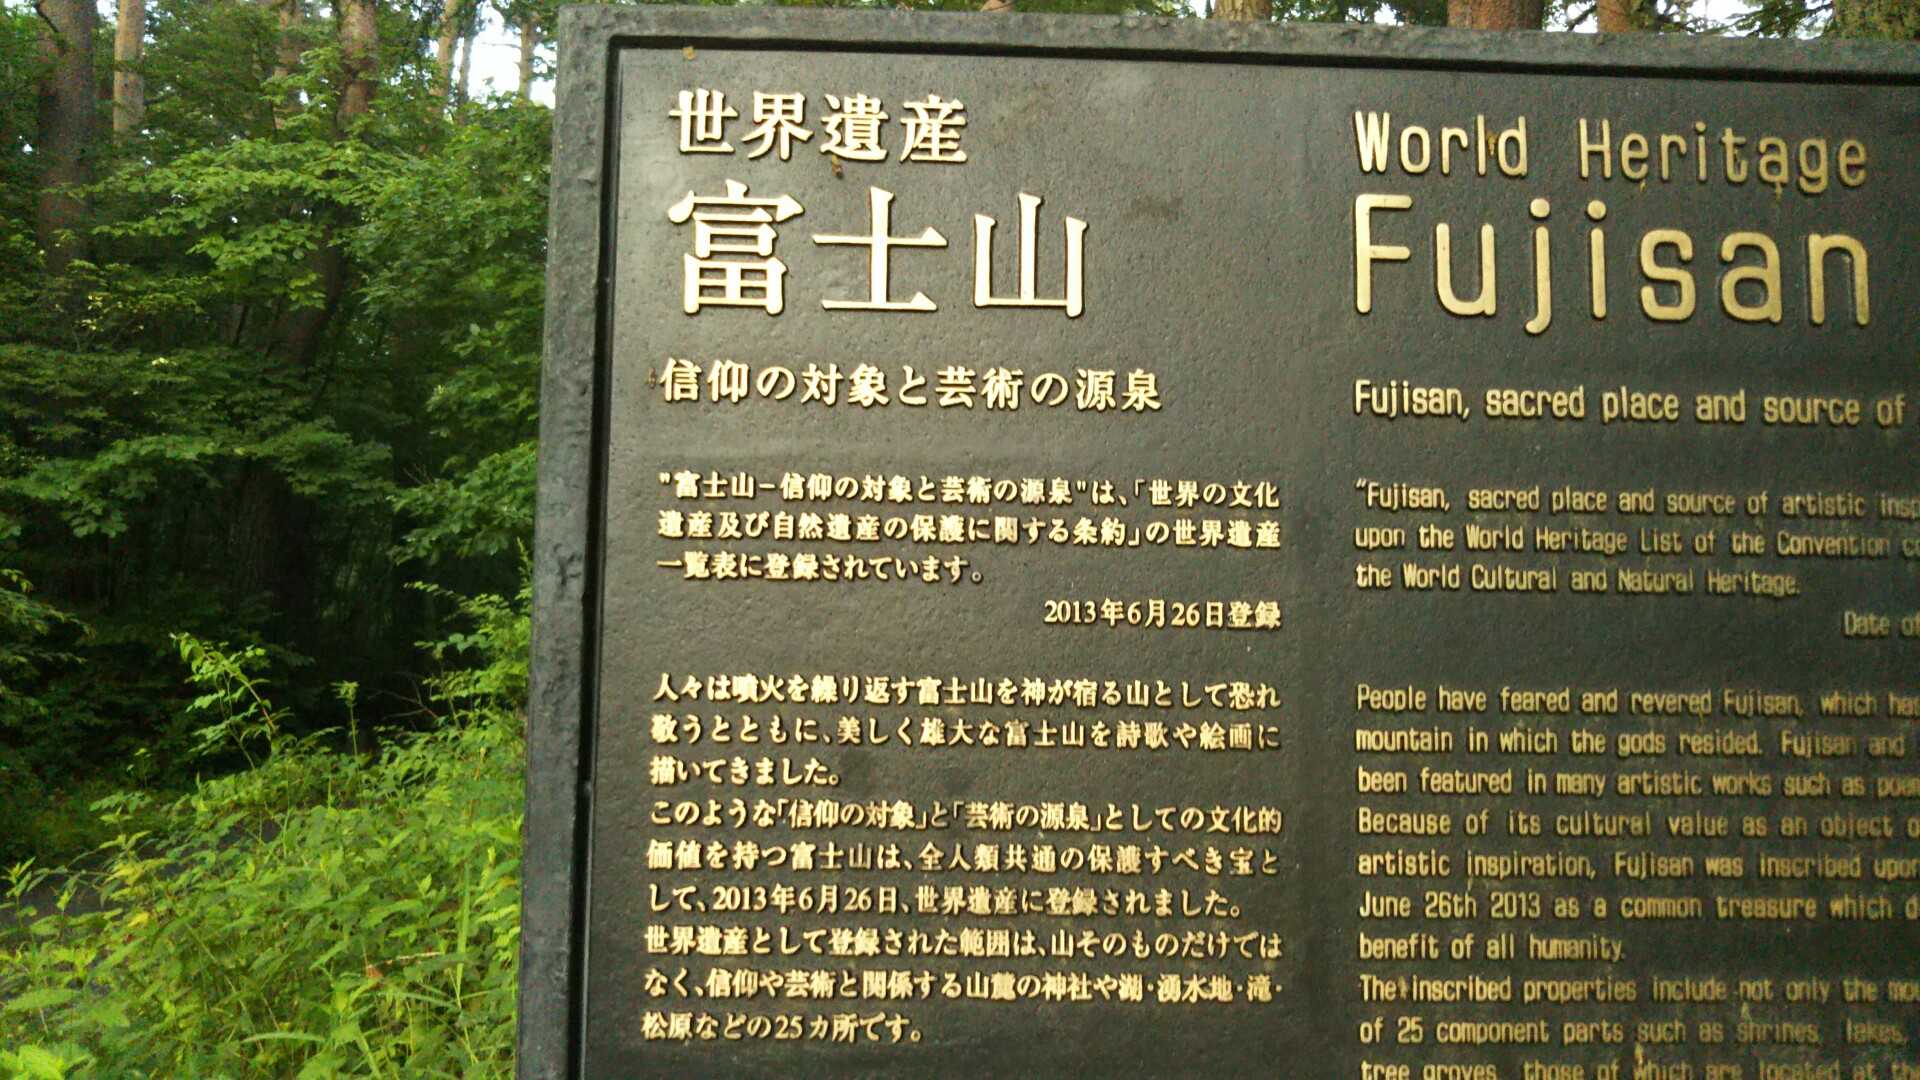 世界遺産
富士山
信仰の対象と芸術の源泉
"富士山－信仰の対象と芸術の源泉"は、「世界の文化
遺産及び自然遺産の保護に関する条約」の世界遺産
一覧表に登録されています。
2013年6月26日登録
人々は噴火を繰り返す富士山を神が宿る山として恐れ
敬うとともに、美しく雄大な富士山を詩歌や絵画に
描いてきました。
このような「信仰の対象」と「芸術の源泉」としての文化的
価値を持つ富士山は、全人類共通の保護すべき宝と
して、2013年6月26日、世界遺産に登録されました。
世界遺産として登録された範囲は、山そのものだけでは
なく、信仰や芸術と関係する山麓の神社や湖・湧水地・滝・
松原などの25カ所です。
World Heritage
Fujisan
Fujisan, sacred place and source of
"Fujisan, sacred place and source of artistic
upon the World Heritage List of the Convention
the World Cultural and Natural Heritage.
Date of
People have feared and revered Fujisan, which
mountain in which the gods resided. Fujisan and
been featured in many artistic works such as
Because of its cultural value as an object
artistic inspiration, Fujisan was inscribed upon
June 26th 2013 as a common treasure which
benefit of all humanity.
The inscribed properties include not only the
of 25 component parts such as shrines, lakes,
tree groves, those of which are located at the